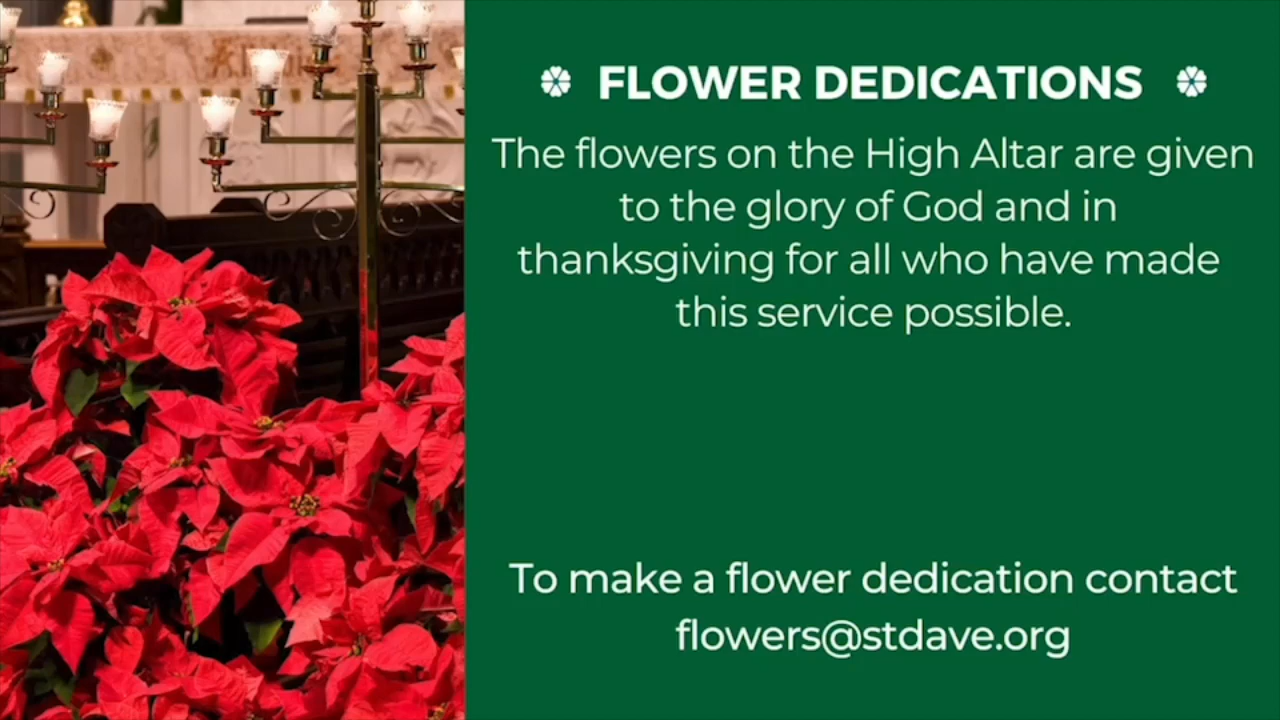 FLOWER DEDICATIONS
The flowers on the High Altar are given
to the glory of God and in
thanksgiving for all who have made
this service possible.
To make a flower dedication contact
flowers@stdave.org